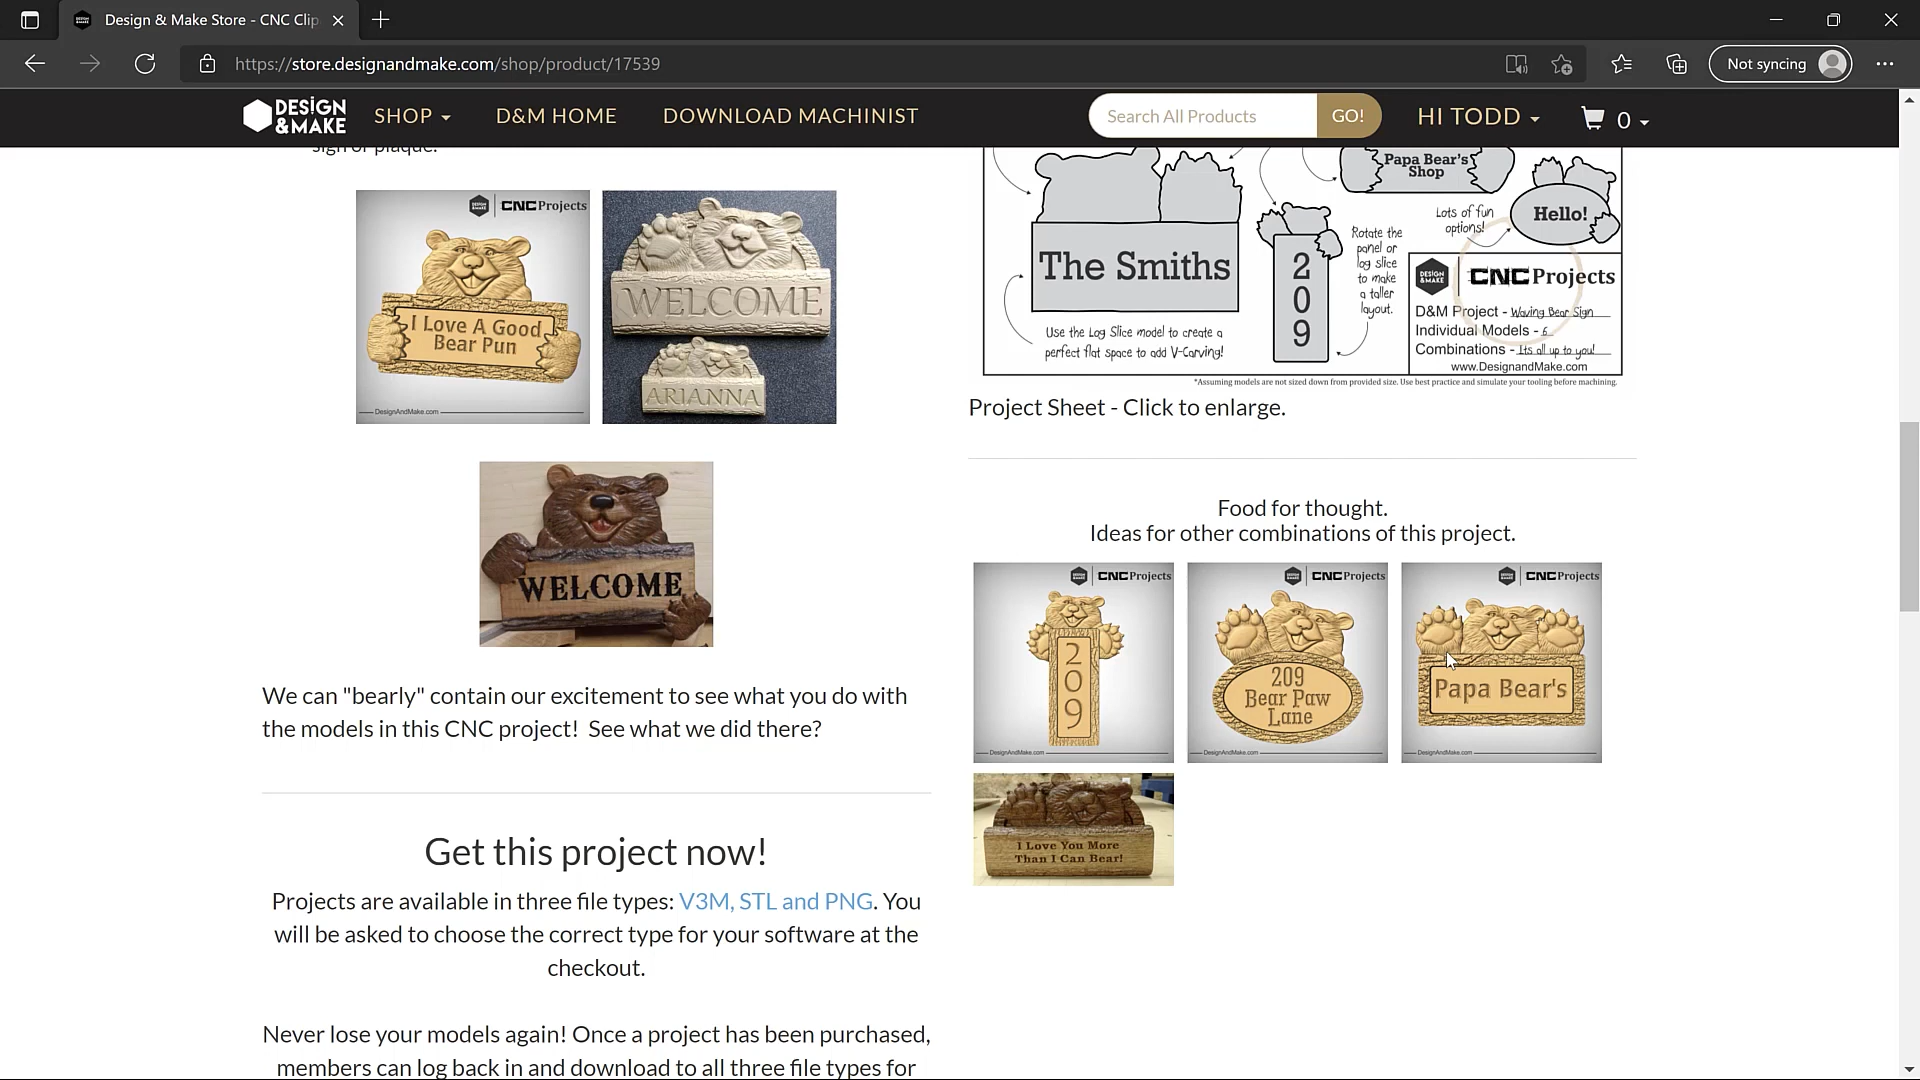 Design & Make Store - CNC Clip
https://store.designandmake.com/shop/product/17539
Not syncing
DESIGN
&MAKE
SHOP
D&M HOME
DOWNLOAD MACHINIST
Search All Products
GO!
HI TODD
0
sign or plaque.
DESIGN
&MAKE
CNC Projects
I Love A Good
Bear Pun
DesignAndMake.com
WELCOME
ARIANNA
WELCOME
We can "bearly" contain our excitement to see what you do with
the models in this CNC project!  See what we did there?
Get this project now!
Projects are available in three file types: V3M, STL and PNG. You
will be asked to choose the correct type for your software at the
checkout.
Never lose your models again! Once a project has been purchased,
members can log back in and download to all three file types for
Papa Bear's
Shop
Lots of fun
options!
Hello!
The Smiths
2
0
9
Rotate the
panel or
log slice
to make
a taller
layout.
Use the Log Slice model to create a
perfect flat space to add V-Carving!
DESIGN
&MAKE
CNC Projects
D&M Project - Waving Bear Sign
Individual Models - 6
Combinations - Its all up to you!
www.DesignandMake.com
*Assuming models are not sized down from provided size. Use best practice and simulate your tooling before machining.
Project Sheet - Click to enlarge.
Food for thought.
Ideas for other combinations of this project.
CNC Projects
2
0
9
DesignAndMake.com
CNC Projects
209
Bear Paw
Lane
DesignAndMake.com
CNC Projects
Papa Bear's
DesignAndMake.com
I Love You More
Than I Can Bear!